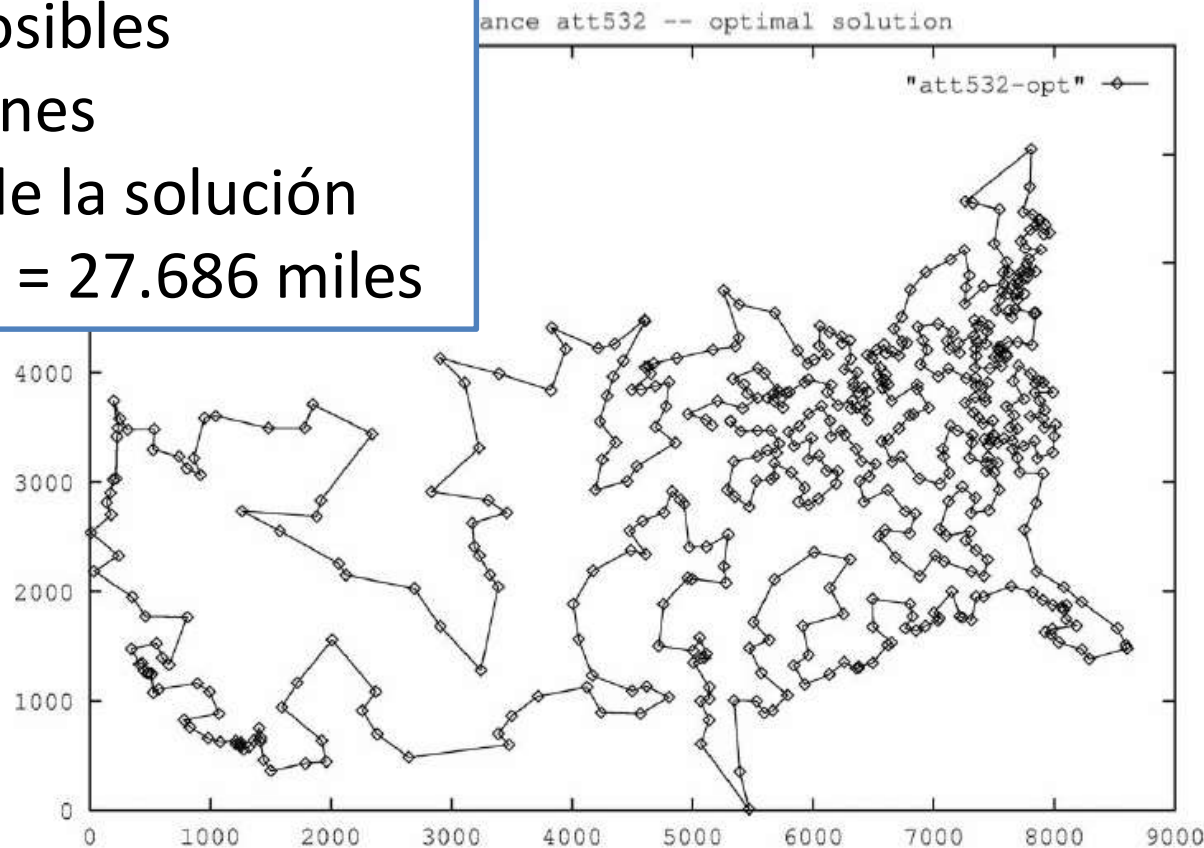 osibles
nes
de la solución
= 27.686 miles
ance att532 -- optimal solution
"att532-opt"
4000
3000
2000
1000
0
0 1000 2000 3000 4000 5000 6000 7000 8000 9000